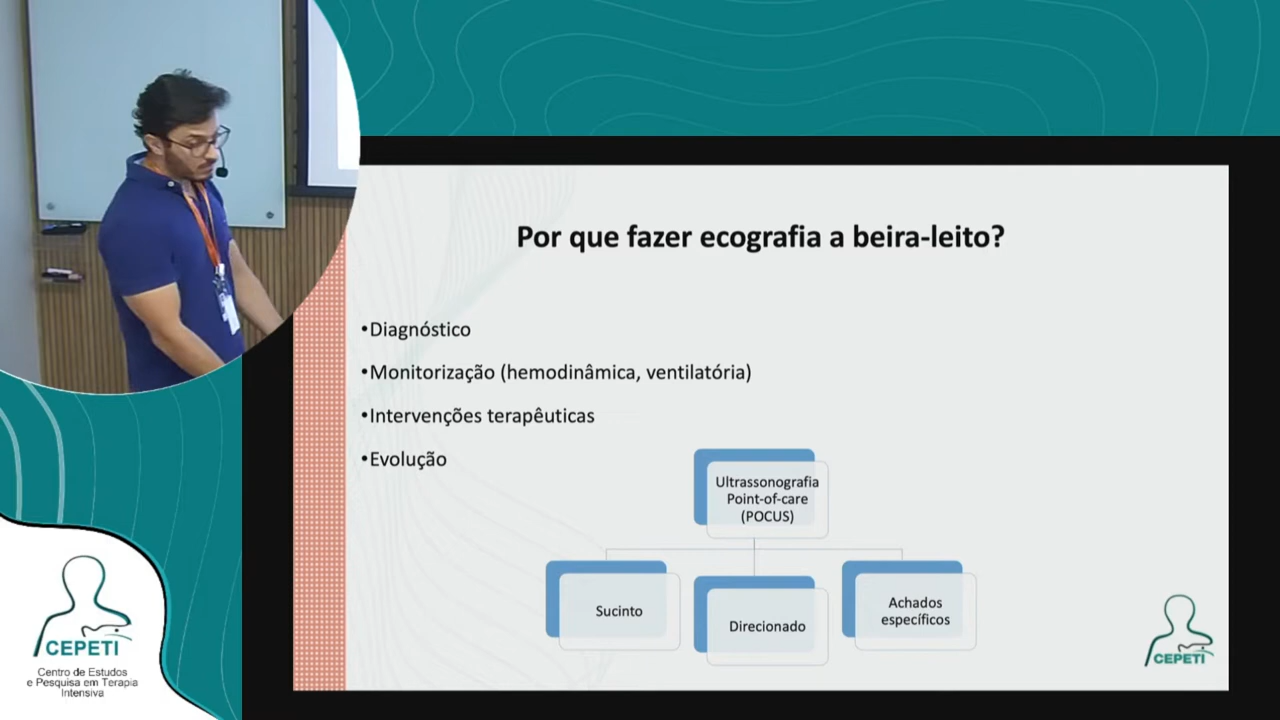 Por que fazer ecografia a beira-leito?
•Diagnóstico
•Monitorização (hemodinâmica, ventilatória)
•Intervenções terapêuticas
•Evolução
Ultrassonografia
Point-of-care
(POCUS)
Sucinto
Direcionado
Achados
específicos
CEPETI
CEPETI
Centro de Estudos
e Pesquisa em Terapia
Intensiva